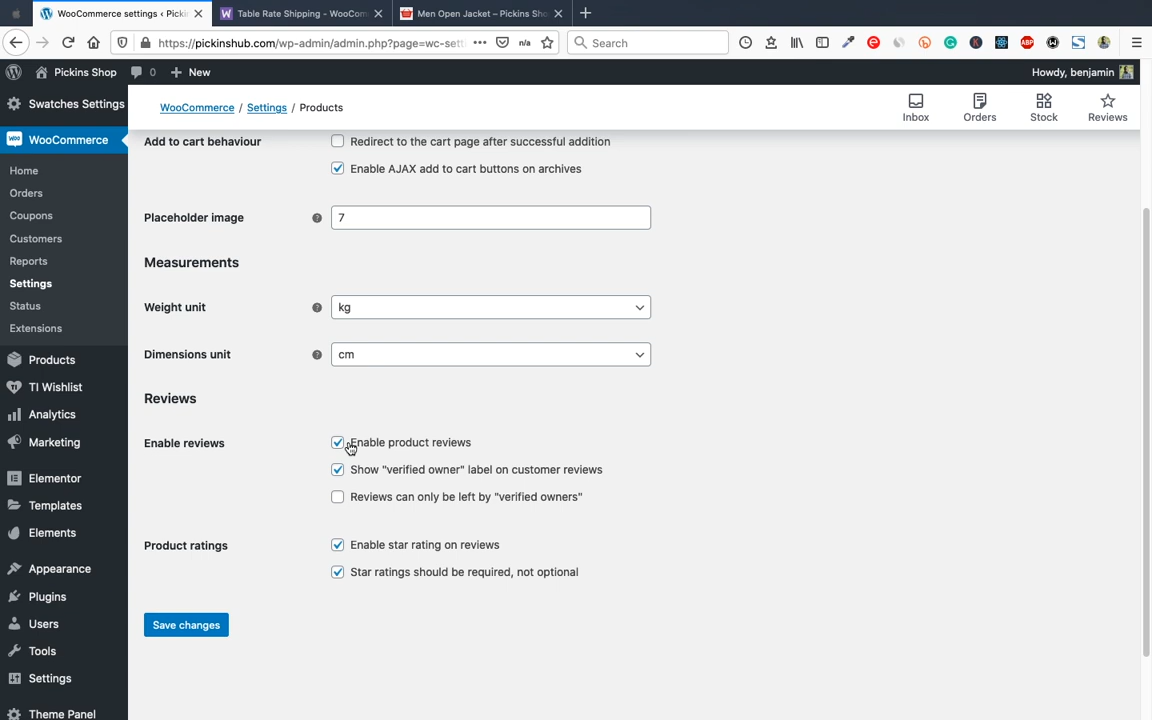 WooCommerce settings ‹ Picki
Table Rate Shipping - WooCom
Men Open Jacket – Pickins Sho
https://pickinshub.com/wp-admin/admin.php?page=wc-sett
n/a
Search
ABP
Pickins Shop
0
New
Howdy, benjamin
Swatches Settings
WooCommerce / Settings / Products
Inbox
Orders
Stock
Reviews
WooCommerce
Home
Orders
Coupons
Customers
Reports
Settings
Status
Extensions
Products
TI Wishlist
Analytics
Marketing
Elementor
Templates
Elements
Appearance
Plugins
Users
Tools
Settings
Theme Panel
Add to cart behaviour
Redirect to the cart page after successful addition
Enable AJAX add to cart buttons on archives
Placeholder image
7
Measurements
Weight unit
kg
Dimensions unit
cm
Reviews
Enable reviews
Enable product reviews
Show "verified owner" label on customer reviews
Reviews can only be left by "verified owners"
Product ratings
Enable star rating on reviews
Star ratings should be required, not optional
Save changes